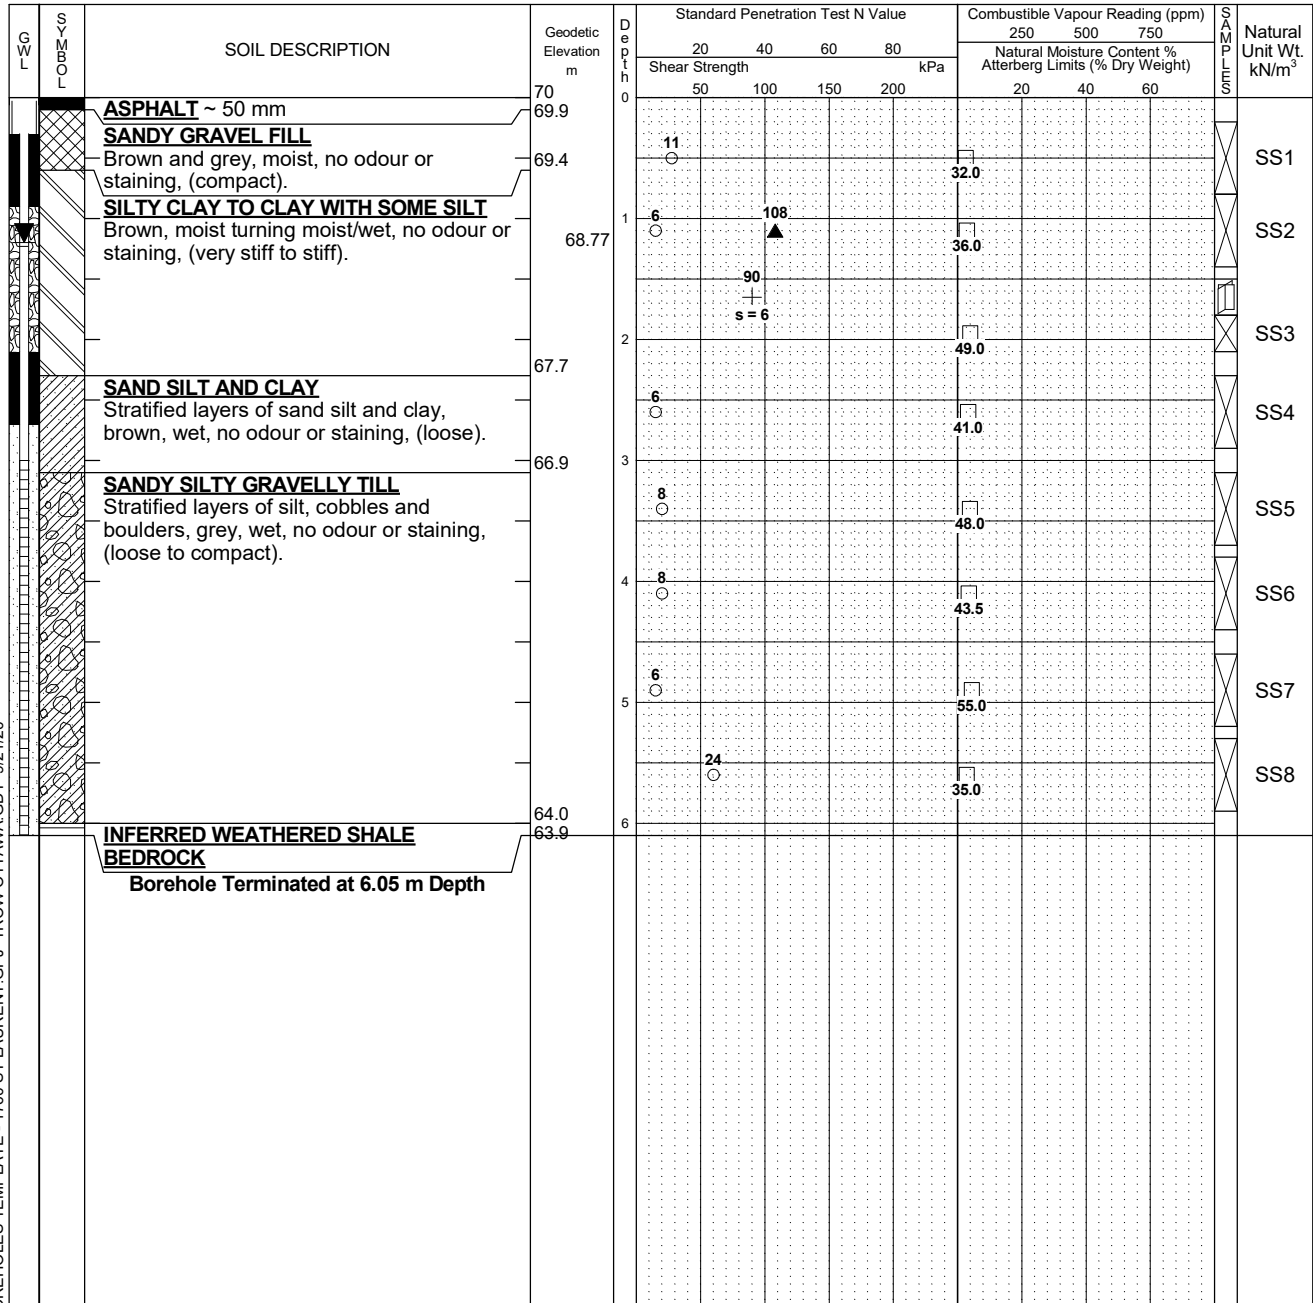 GWL
SYMBOL
SOIL DESCRIPTION
Geodetic
Elevation
m
Depth
Standard Penetration Test N Value
20 40 60 80
Shear Strength kPa
50 100 150 200
Combustible Vapour Reading (ppm)
250 500 750
Natural Moisture Content %
Atterberg Limits (% Dry Weight)
20 40 60
SAMPLES
Natural
Unit Wt.
kN/m³
70
0
ASPHALT ~ 50 mm
69.9
SANDY GRAVEL FILL
Brown and grey, moist, no odour or
staining, (compact).
69.4
11
32.0
SS1
SILTY CLAY TO CLAY WITH SOME SILT
Brown, moist turning moist/wet, no odour or
staining, (very stiff to stiff).
68.77
1
6
108
36.0
SS2
90
s = 6
2
49.0
SS3
67.7
SAND SILT AND CLAY
Stratified layers of sand silt and clay,
brown, wet, no odour or staining, (loose).
6
41.0
SS4
66.9
3
SANDY SILTY GRAVELLY TILL
Stratified layers of silt, cobbles and
boulders, grey, wet, no odour or staining,
(loose to compact).
8
48.0
SS5
4
8
43.5
SS6
6
5
55.0
SS7
24
35.0
SS8
64.0
6
INFERRED WEATHERED SHALE
BEDROCK
63.9
Borehole Terminated at 6.05 m Depth